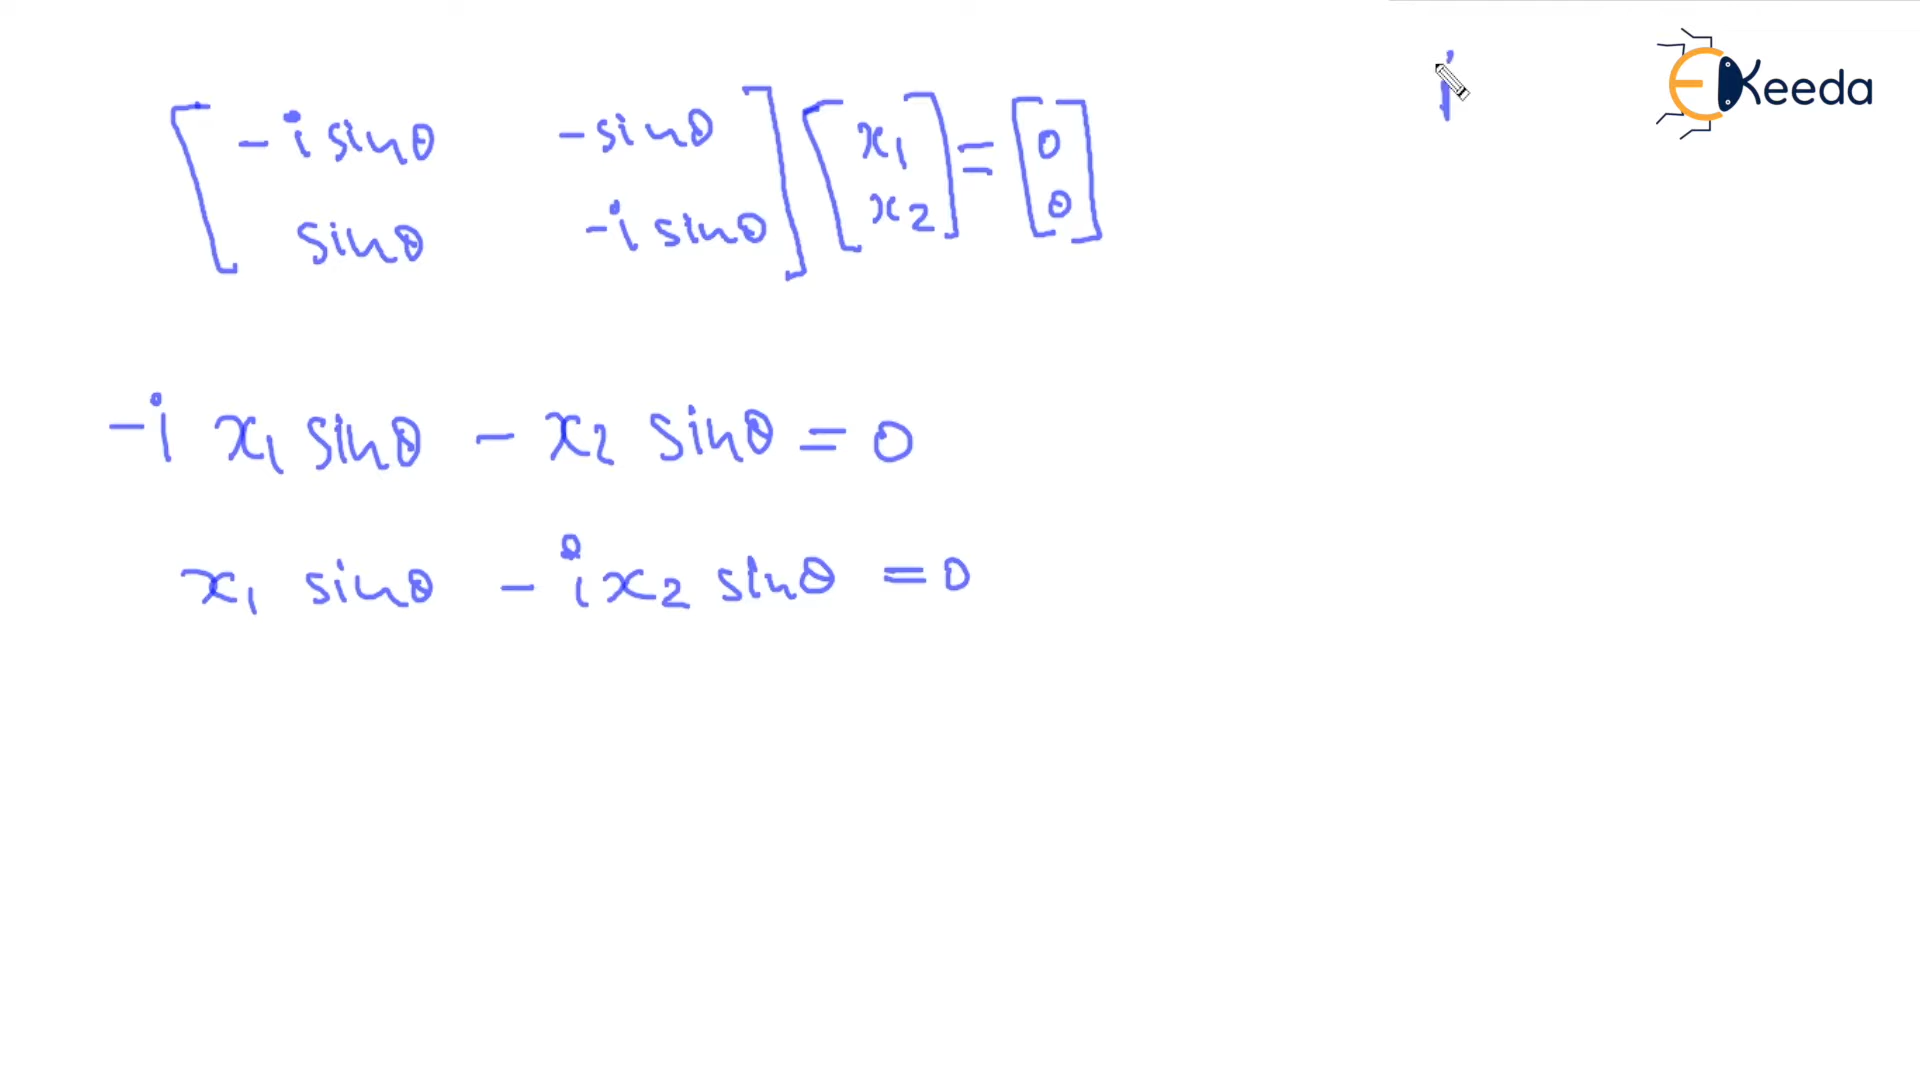 i
EKeeda
[-i sinθ -sinθ] [x1] = [0]
[sinθ -i sinθ] [x2] [0]
-i x1 sinθ - x2 sinθ = 0
x1 sinθ - i x2 sinθ = 0